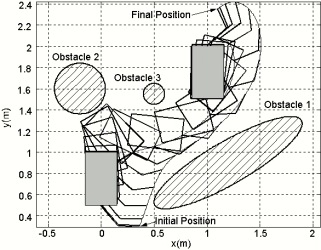 2.4
Final Position
2.2
2
Obstacle 2
1.8
Obstacle 3
1.6
y(m)
1.4
Obstacle 1
1.2
1
0.8
0.6
0.4
Initial Position
-0.5 0 0.5 1 1.5 2
x(m)